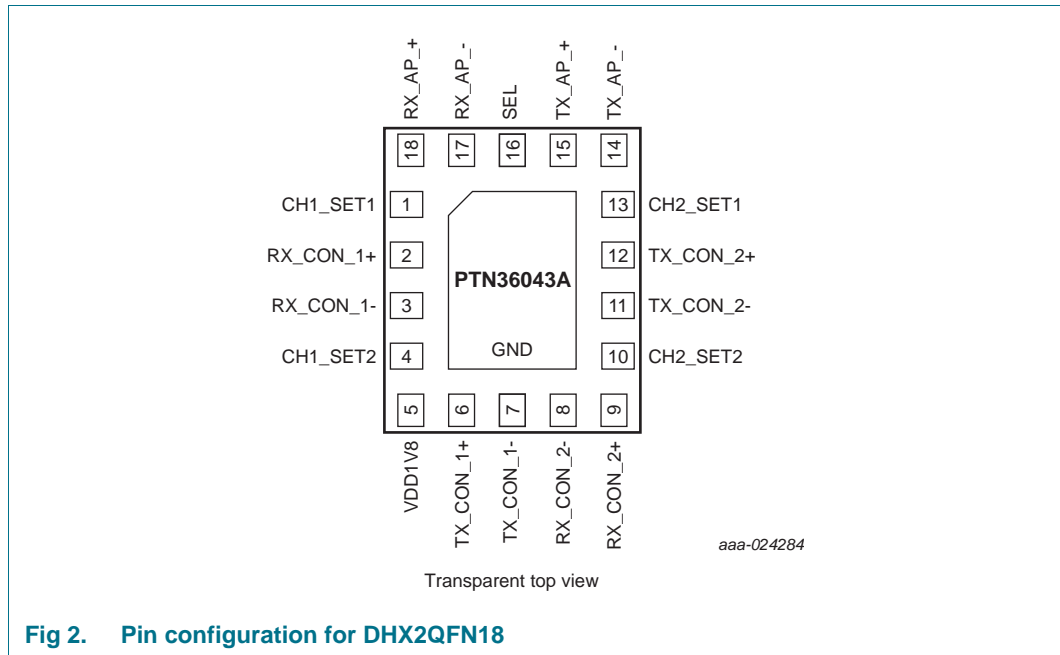 RX_AP_+
RX_AP_-
SEL
TX_AP_+
TX_AP_-
18
17
16
15
14
CH1_SET1
1
13
CH2_SET1
RX_CON_1+
2
12
TX_CON_2+
PTN36043A
RX_CON_1-
3
11
TX_CON_2-
CH1_SET2
4
GND
10
CH2_SET2
5
6
7
8
9
VDD1V8
TX_CON_1+
TX_CON_1-
RX_CON_2-
RX_CON_2+
aaa-024284
Transparent top view
Fig 2. Pin configuration for DHX2QFN18